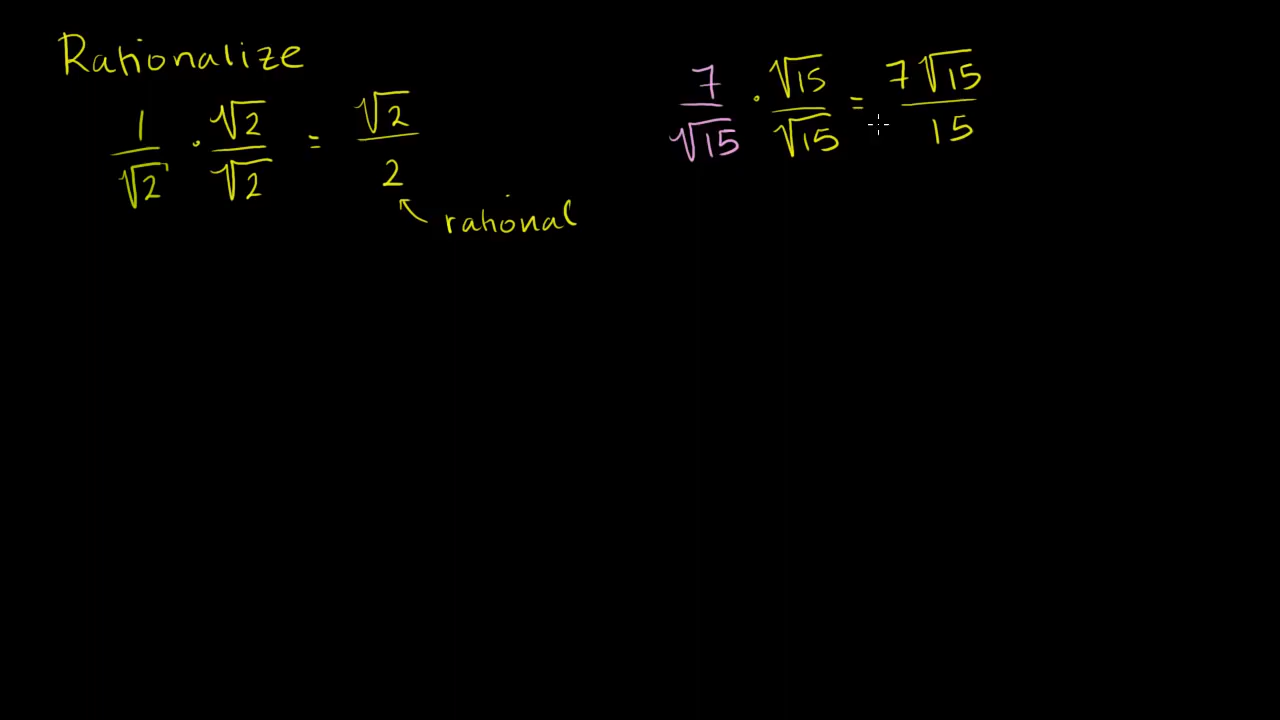 Rationalize
1/√2 · √2/√2 = √2/2
rational
7/√15 · √15/√15 = 7√15/15